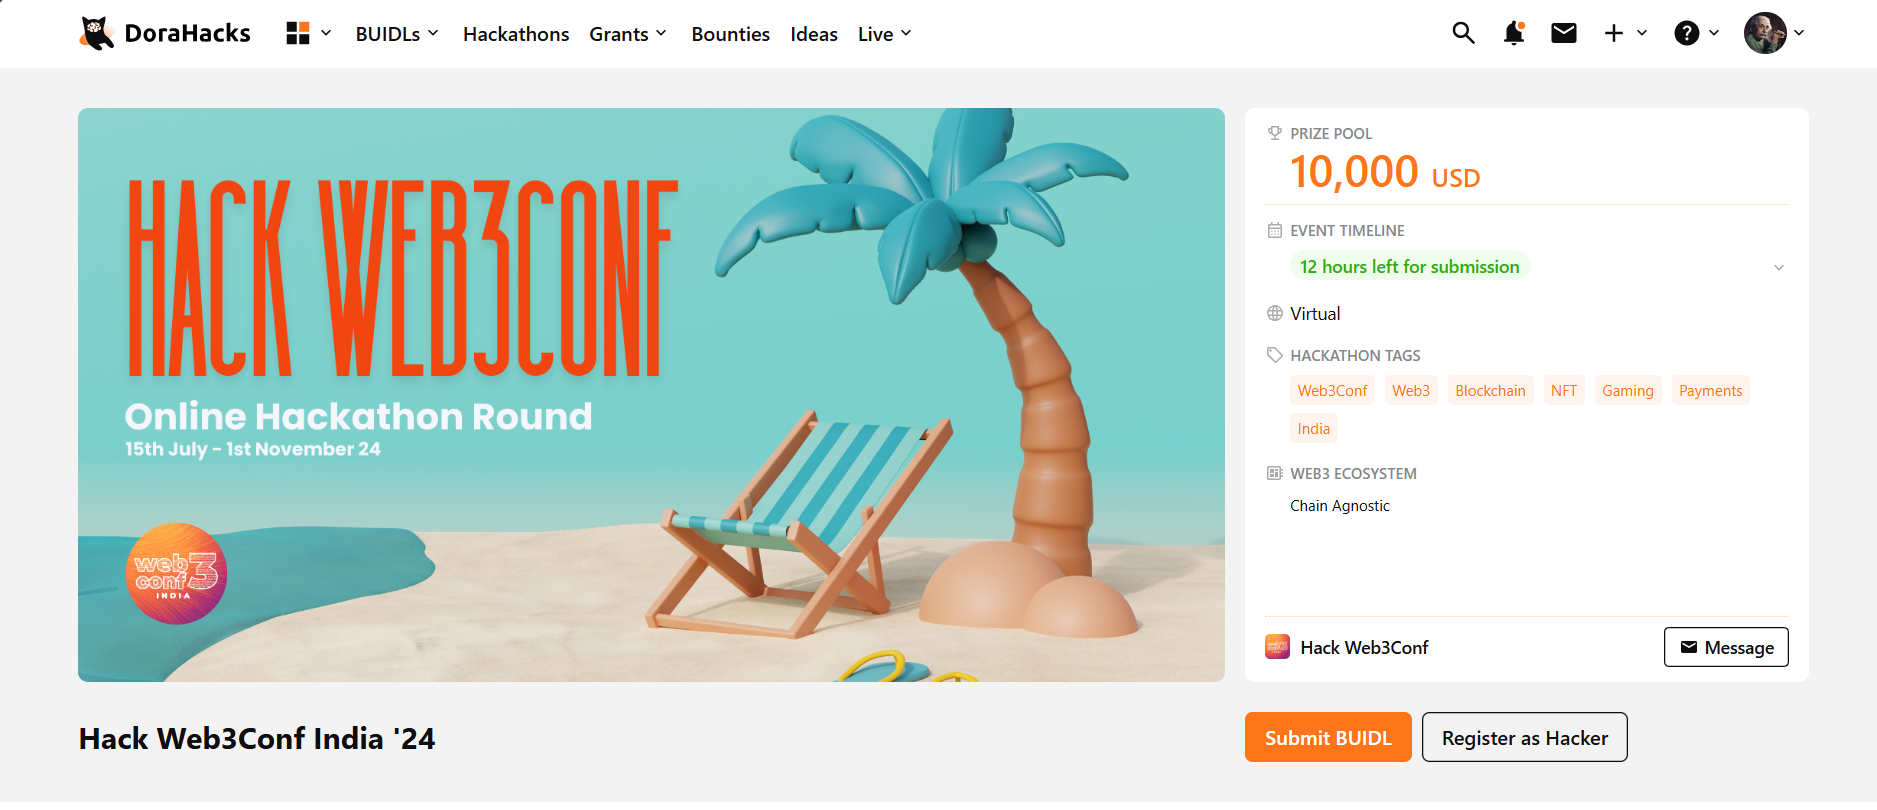 DoraHacks
BUIDLs
Hackathons
Grants
Bounties
Ideas
Live
HACK WEB3CONF
Online Hackathon Round
15th July - 1st November 24
web3
conf
INDIA
PRIZE POOL
10,000 USD
EVENT TIMELINE
12 hours left for submission
Virtual
HACKATHON TAGS
Web3Conf Web3 Blockchain NFT Gaming Payments
India
WEB3 ECOSYSTEM
Chain Agnostic
Hack Web3Conf
Message
Hack Web3Conf India '24
Submit BUIDL
Register as Hacker